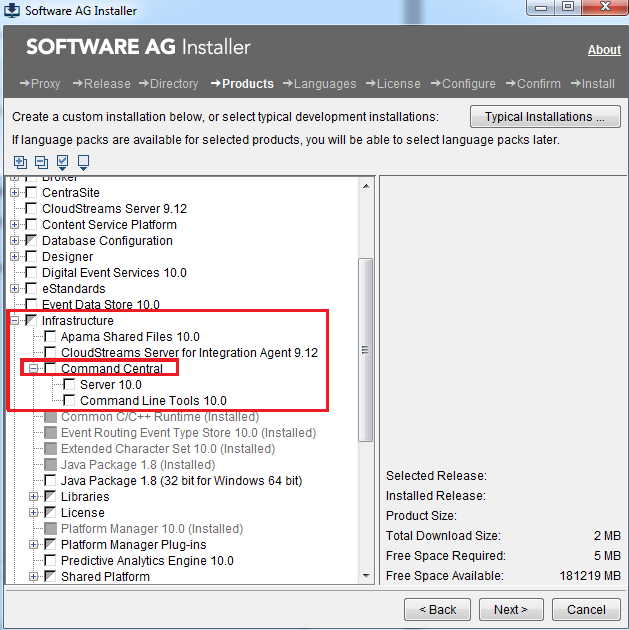 Software AG Installer
SOFTWARE AG Installer
About
Proxy Release Directory Products Languages License Configure Confirm Install
Create a custom installation below, or select typical development installations:
Typical Installations ...
If language packs are available for selected products, you will be able to select language packs later.
Broker
CentraSite
CloudStreams Server 9.12
Content Service Platform
Database Configuration
Designer
Digital Event Services 10.0
eStandards
Event Data Store 10.0
Infrastructure
Apama Shared Files 10.0
CloudStreams Server for Integration Agent 9.12
Command Central
Server 10.0
Command Line Tools 10.0
Common C/C++ Runtime (Installed)
Event Routing Event Type Store 10.0 (Installed)
Extended Character Set 10.0 (Installed)
Java Package 1.8 (Installed)
Java Package 1.8 (32 bit for Windows 64 bit)
Libraries
License
Platform Manager 10.0 (Installed)
Platform Manager Plug-ins
Predictive Analytics Engine 10.0
Shared Platform
Selected Release:
Installed Release:
Product Size:
Total Download Size: 2 MB
Free Space Required: 5 MB
Free Space Available: 181219 MB
< Back
Next >
Cancel